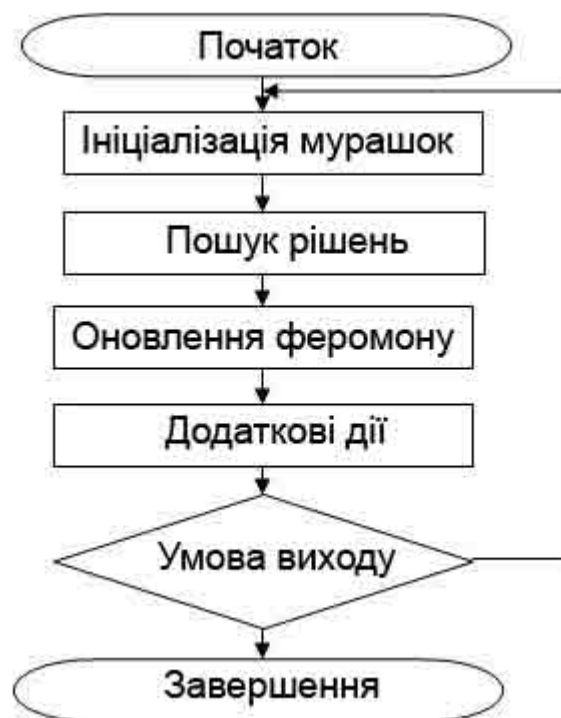 Початок
Ініціалізація мурашок
Пошук рішень
Оновлення феромону
Додаткові дії
Умова виходу
Завершення